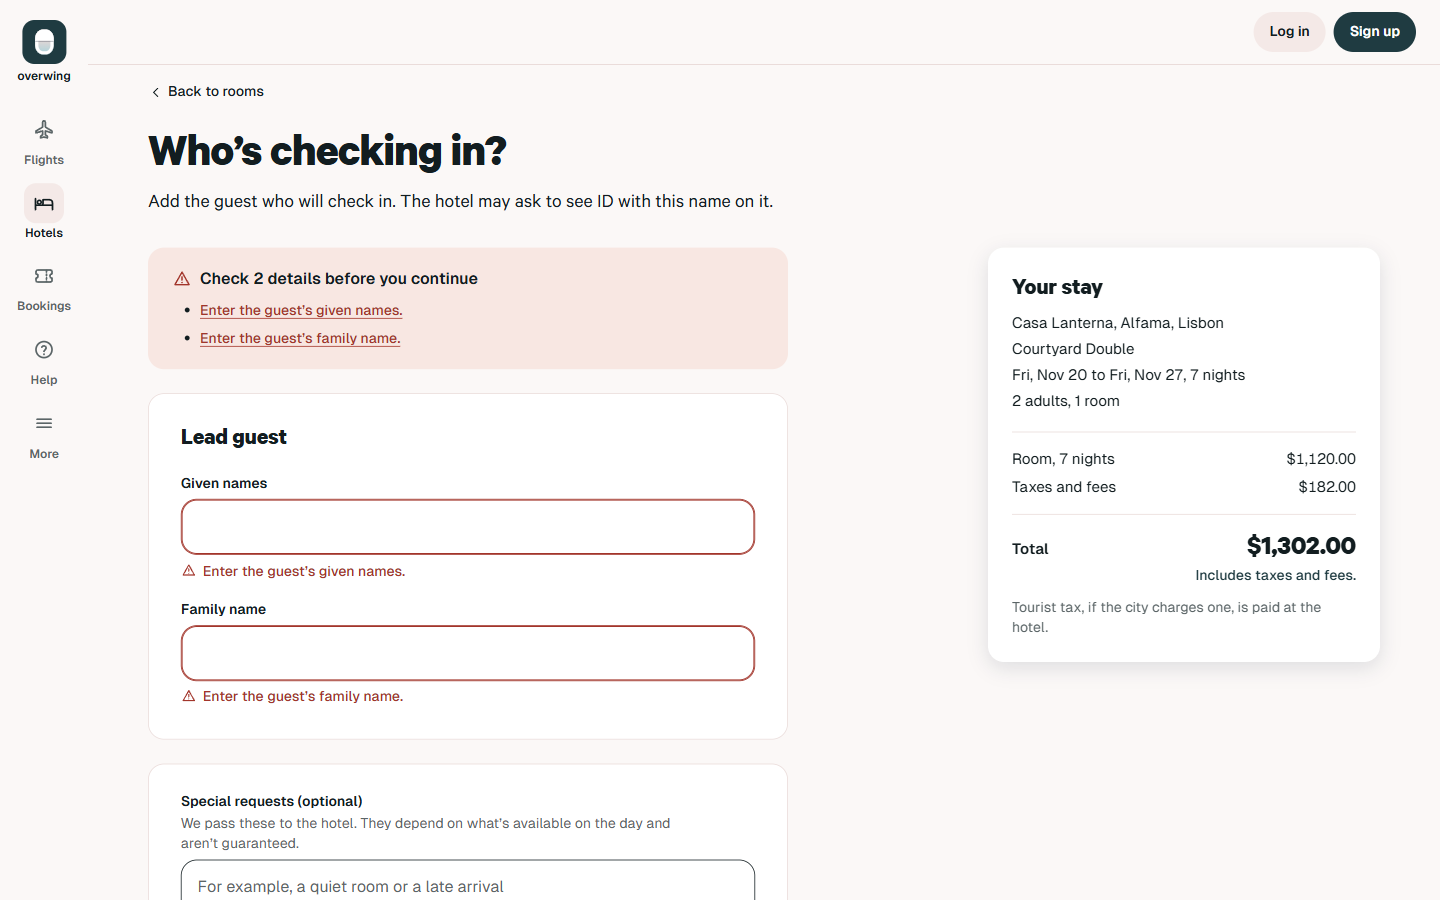 overwing
Flights
Hotels
Bookings
Help
More
Log in
Sign up
Back to rooms
Who’s checking in?
Add the guest who will check in. The hotel may ask to see ID with this name on it.
Check 2 details before you continue
Enter the guest’s given names.
Enter the guest’s family name.
Lead guest
Given names
Enter the guest’s given names.
Family name
Enter the guest’s family name.
Special requests (optional)
We pass these to the hotel. They depend on what’s available on the day and
aren’t guaranteed.
For example, a quiet room or a late arrival
Your stay
Casa Lanterna, Alfama, Lisbon
Courtyard Double
Fri, Nov 20 to Fri, Nov 27, 7 nights
2 adults, 1 room
Room, 7 nights $1,120.00
Taxes and fees $182.00
Total $1,302.00
Includes taxes and fees.
Tourist tax, if the city charges one, is paid at the
hotel.